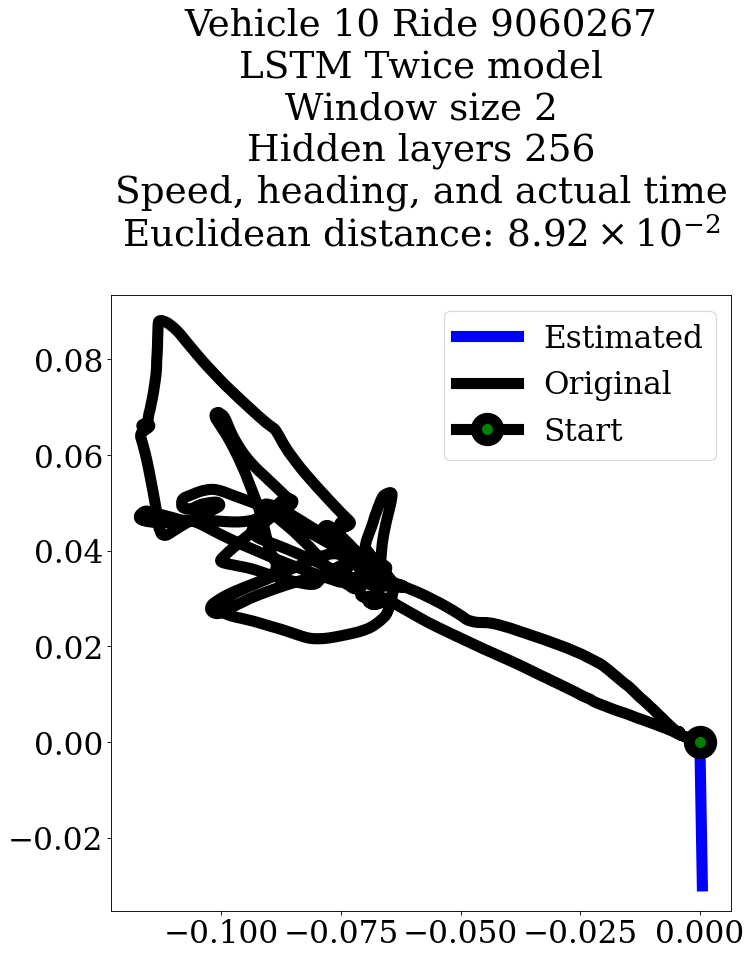 Vehicle 10 Ride 9060267
LSTM Twice model
Window size 2
Hidden layers 256
Speed, heading, and actual time
Euclidean distance: 8.92 × 10⁻²
Estimated
Original
Start
0.08
0.06
0.04
0.02
0.00
−0.02
−0.100 −0.075 −0.050 −0.025 0.000